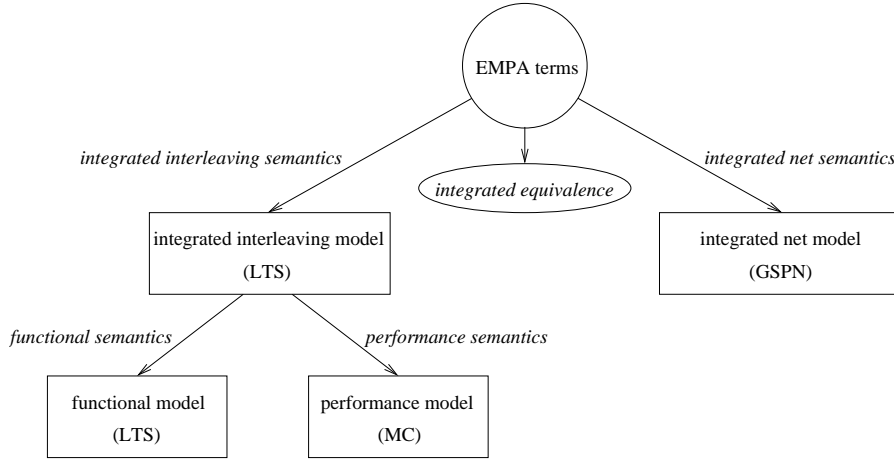 EMPA terms
integrated interleaving semantics
integrated net semantics
integrated equivalence
integrated interleaving model
(LTS)
integrated net model
(GSPN)
functional semantics
performance semantics
functional model
(LTS)
performance model
(MC)